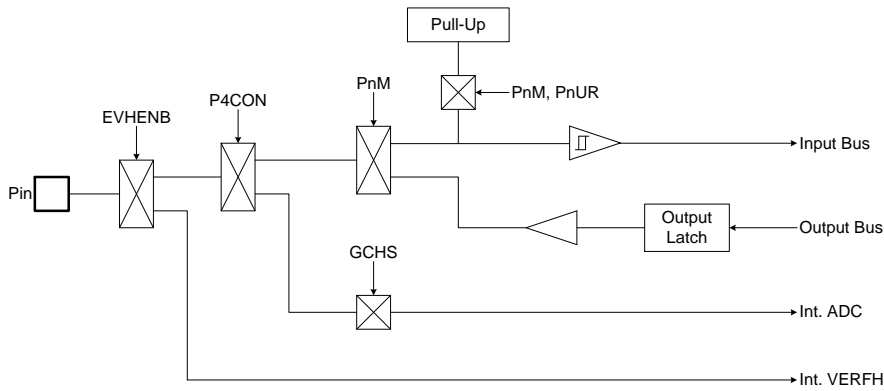 Pull-Up
PnM
PnM, PnUR
P4CON
EVHENB
Input Bus
Pin
Output
Latch
Output Bus
GCHS
Int. ADC
Int. VERFH